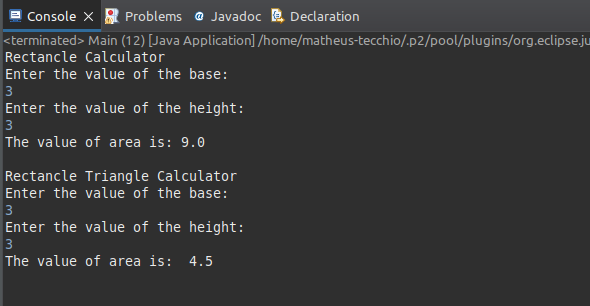 Console Problems Javadoc Declaration
<terminated> Main (12) [Java Application] /home/matheus-tecchio/.p2/pool/plugins/org.eclipse.ju
Rectancle Calculator
Enter the value of the base:
3
Enter the value of the height:
3
The value of area is: 9.0
Rectancle Triangle Calculator
Enter the value of the base:
3
Enter the value of the height:
3
The value of area is:  4.5